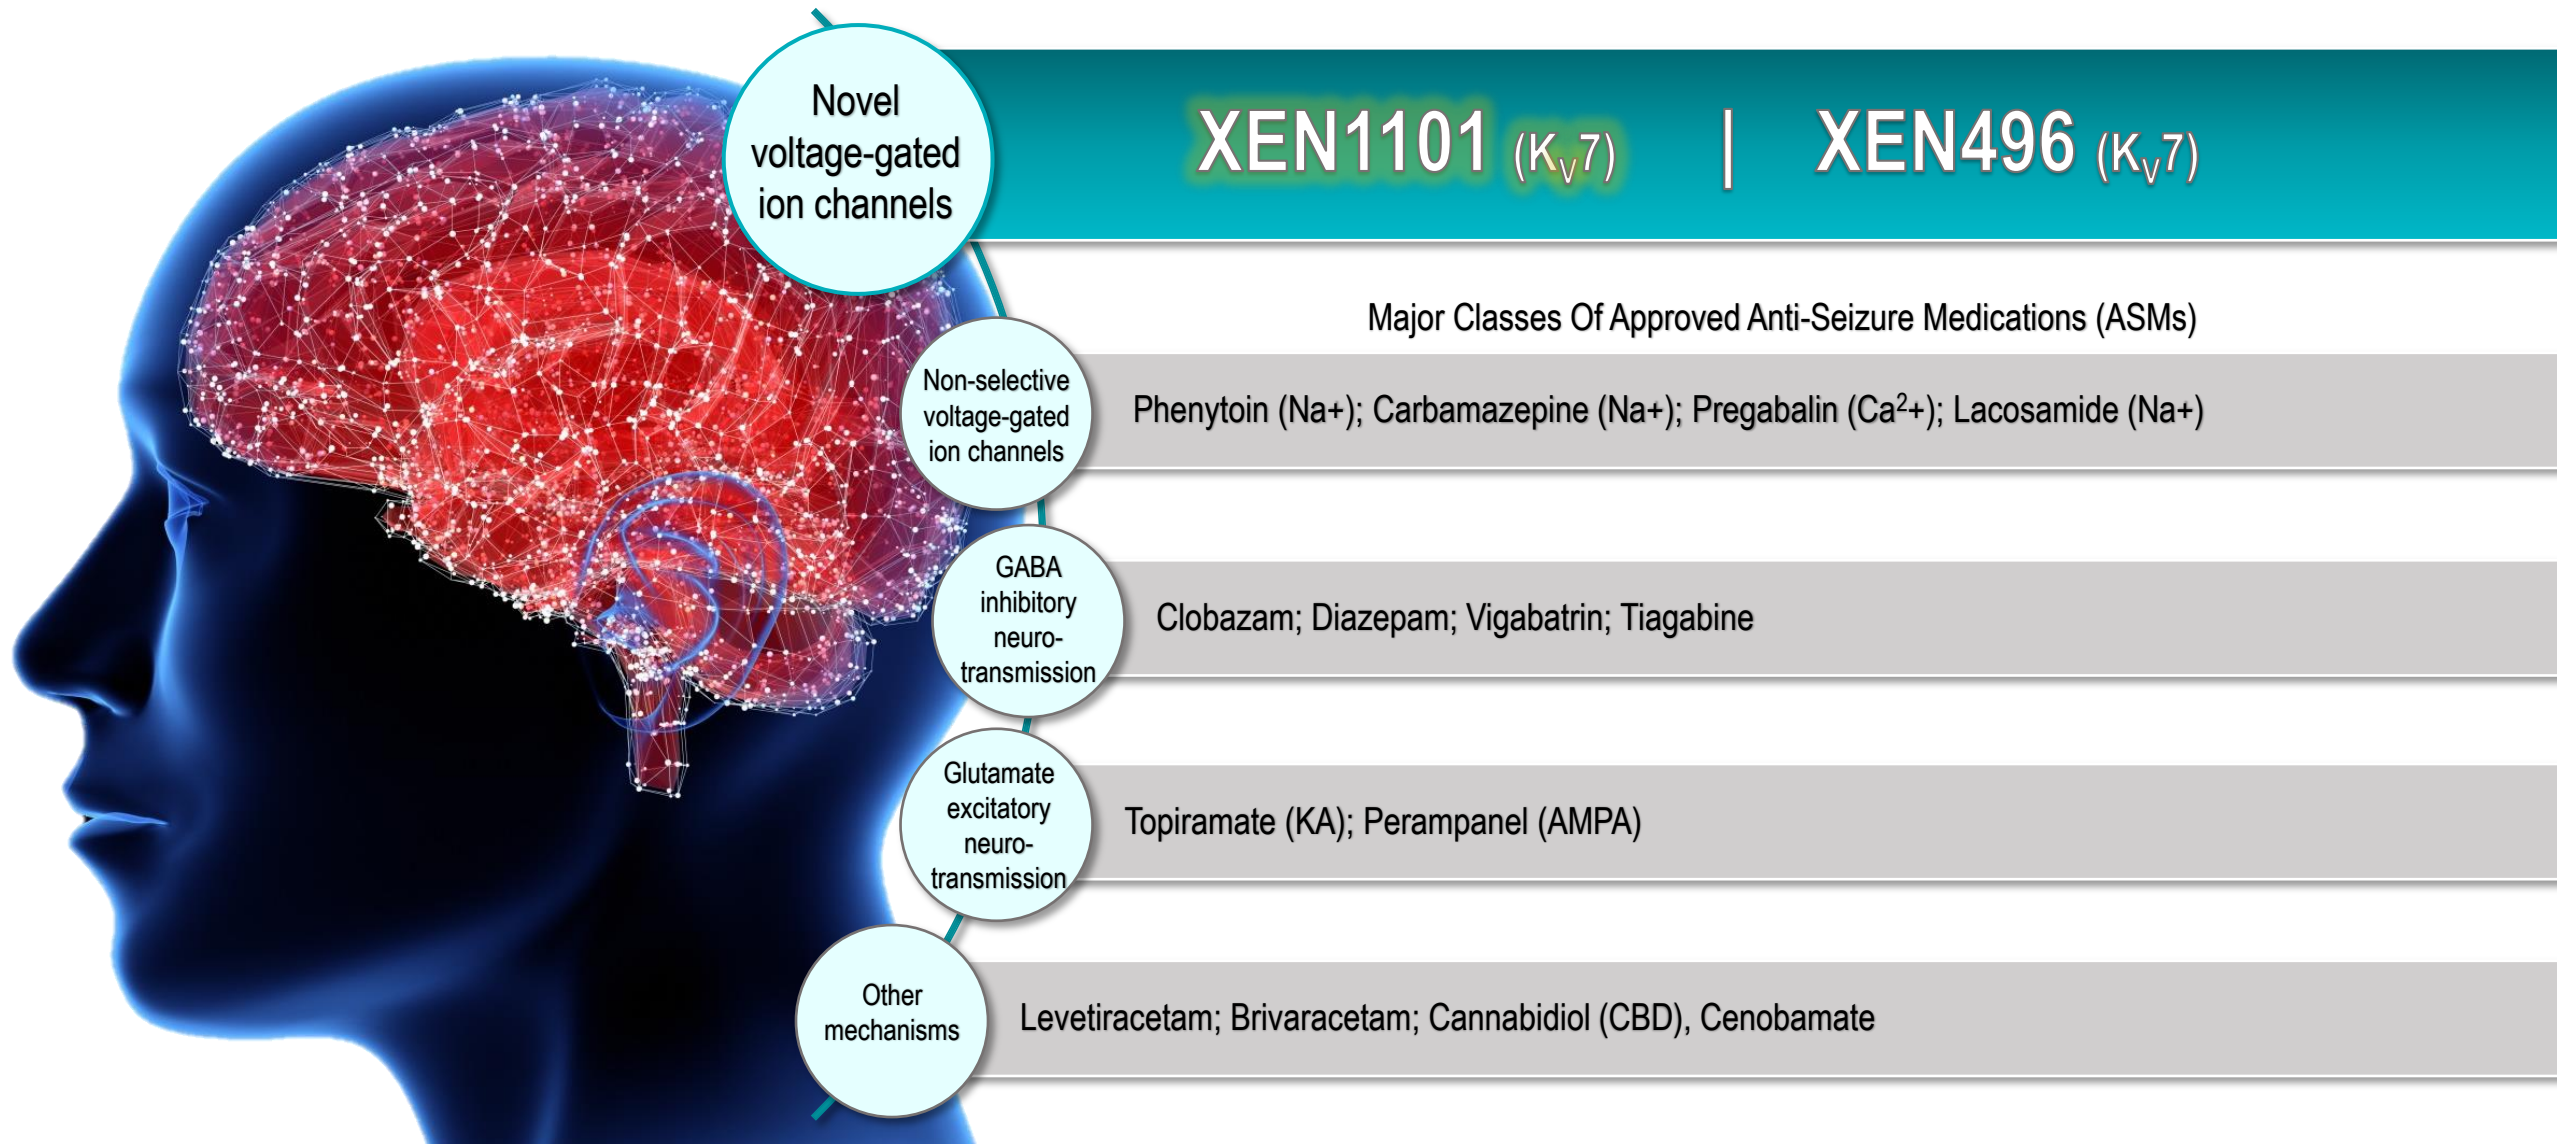 Novel
voltage-gated
ion channels
XEN1101 (Kᵥ7) | XEN496 (Kᵥ7)
Major Classes Of Approved Anti-Seizure Medications (ASMs)
Non-selective
voltage-gated
ion channels
Phenytoin (Na+); Carbamazepine (Na+); Pregabalin (Ca²+); Lacosamide (Na+)
GABA
inhibitory
neuro-
transmission
Clobazam; Diazepam; Vigabatrin; Tiagabine
Glutamate
excitatory
neuro-
transmission
Topiramate (KA); Perampanel (AMPA)
Other
mechanisms
Levetiracetam; Brivaracetam; Cannabidiol (CBD), Cenobamate